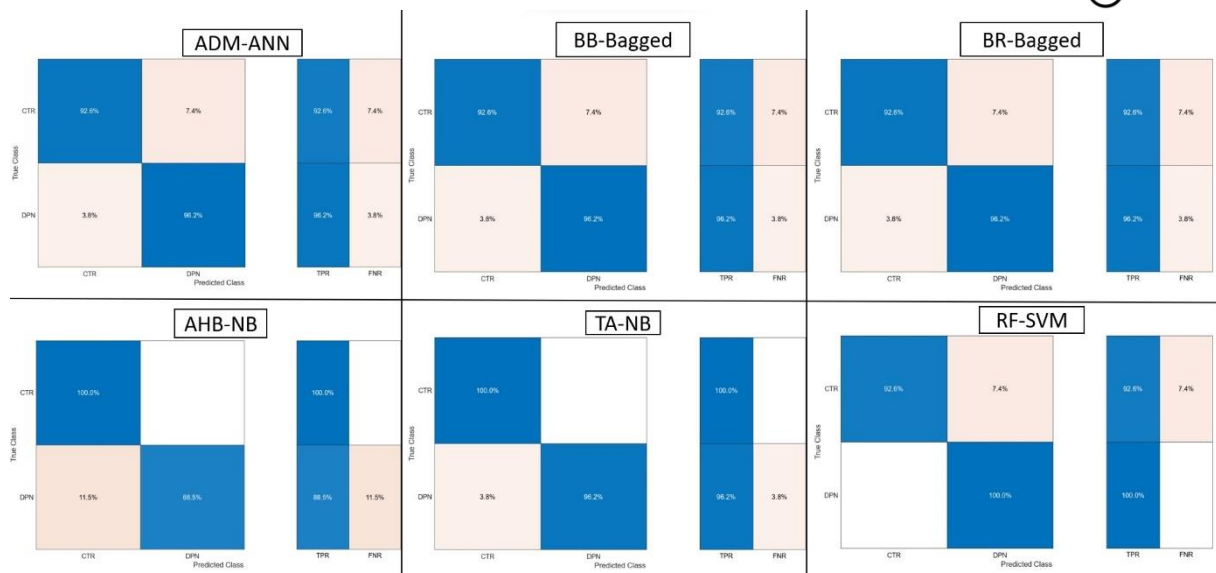 ADM-ANN
CTR 92.6% 7.4% 92.6% 7.4%
True Class
DPN 3.8% 96.2% 96.2% 3.8%
CTR DPN TPR FNR
Predicted Class
BB-Bagged
CTR 92.6% 7.4% 92.6% 7.4%
True Class
DPN 3.8% 96.2% 96.2% 3.8%
CTR DPN TPR FNR
Predicted Class
BR-Bagged
CTR 92.6% 7.4% 92.6% 7.4%
True Class
DPN 3.8% 96.2% 96.2% 3.8%
CTR DPN TPR FNR
Predicted Class
AHB-NB
CTR 100.0% 100.0%
True Class
DPN 11.5% 88.5% 88.5% 11.5%
CTR DPN TPR FNR
Predicted Class
TA-NB
CTR 100.0% 100.0%
True Class
DPN 3.8% 96.2% 96.2% 3.8%
CTR DPN TPR FNR
Predicted Class
RF-SVM
CTR 92.6% 7.4% 92.6% 7.4%
True Class
DPN 100.0% 100.0%
CTR DPN TPR FNR
Predicted Class